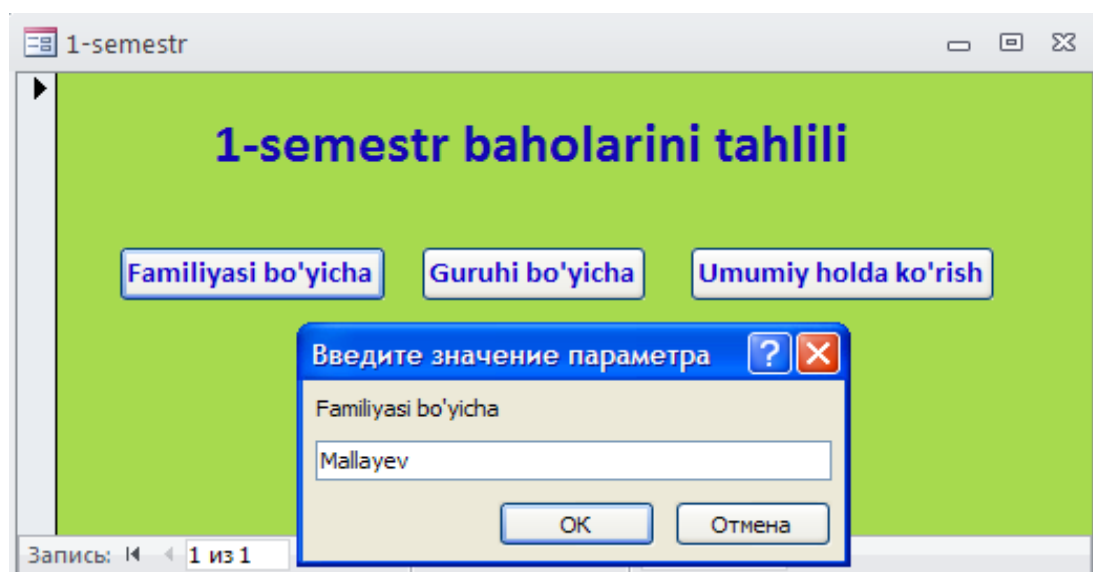 1-semestr
1-semestr baholarini tahlili
Familiyasi bo'yicha Guruhi bo'yicha Umumiy holda ko'rish
Введите значение параметра
Familiyasi bo'yicha
Mallayev
ОК Отмена
Запись: 1 из 1